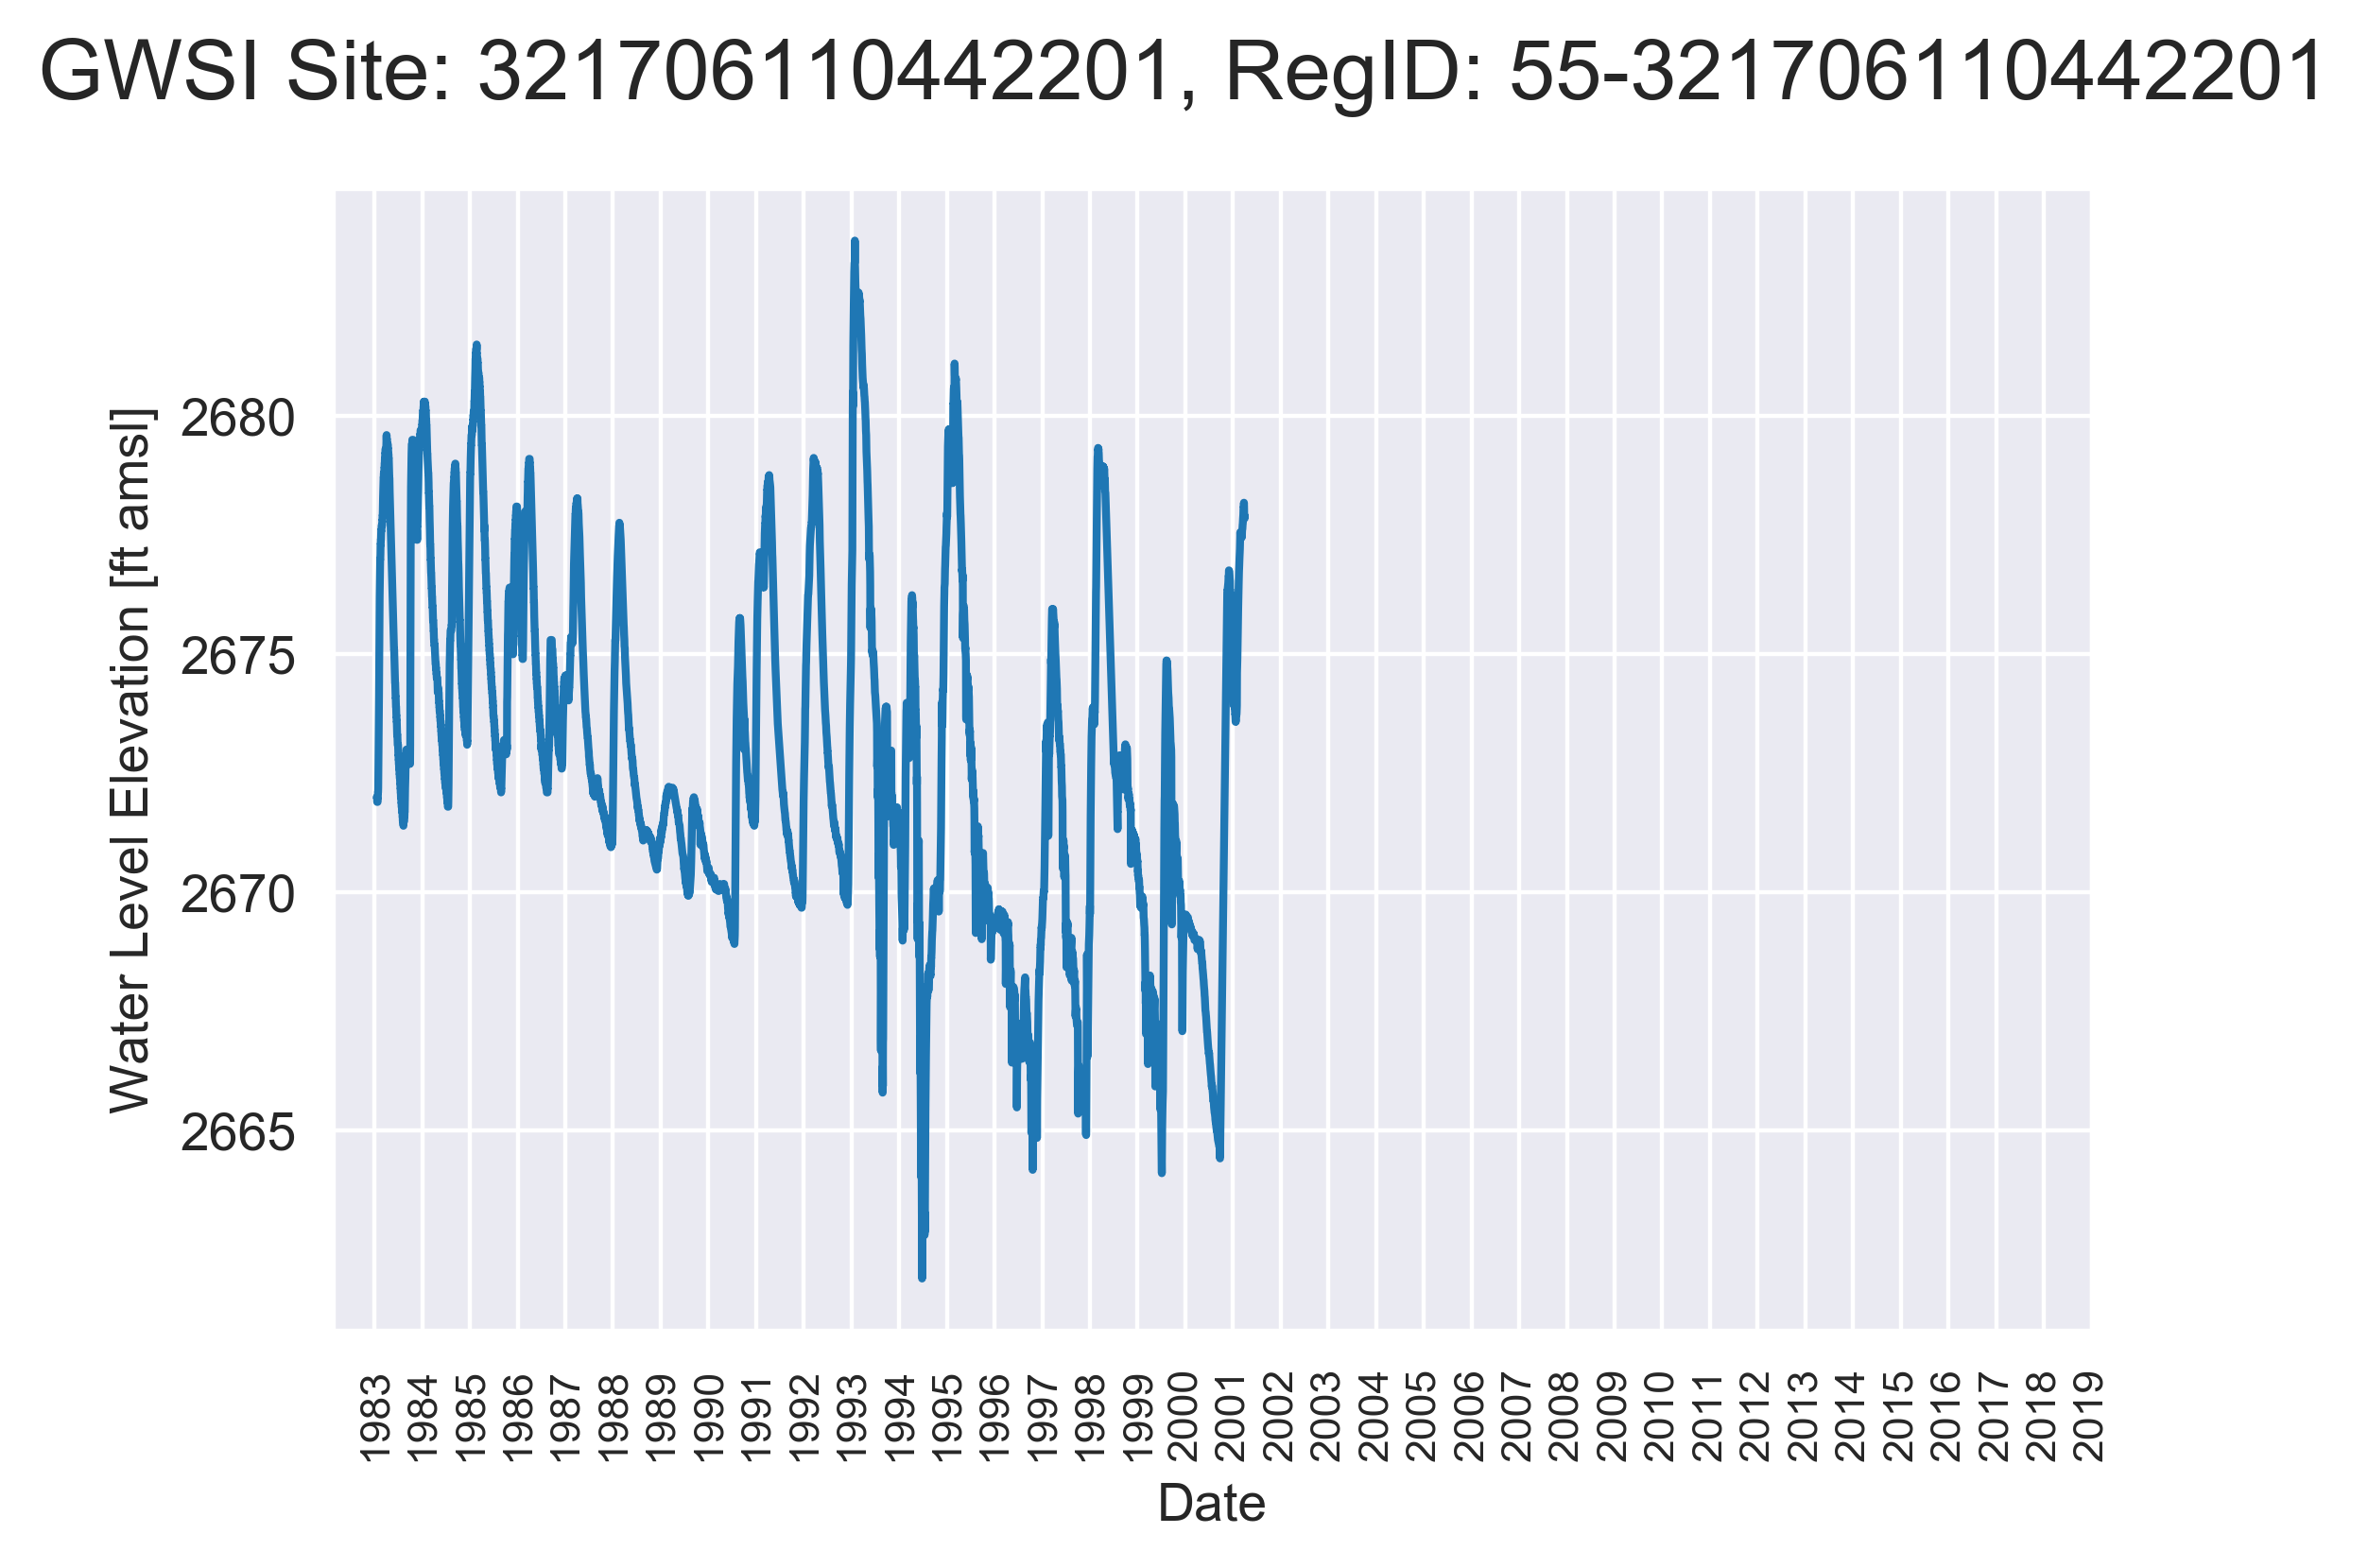 GWSI Site: 321706110442201, RegID: 55-321706110442201
Water Level Elevation [ft amsl]
2680
2675
2670
2665
1983 1984 1985 1986 1987 1988 1989 1990 1991 1992 1993 1994 1995 1996 1997 1998 1999 2000 2001 2002 2003 2004 2005 2006 2007 2008 2009 2010 2011 2012 2013 2014 2015 2016 2017 2018 2019
Date